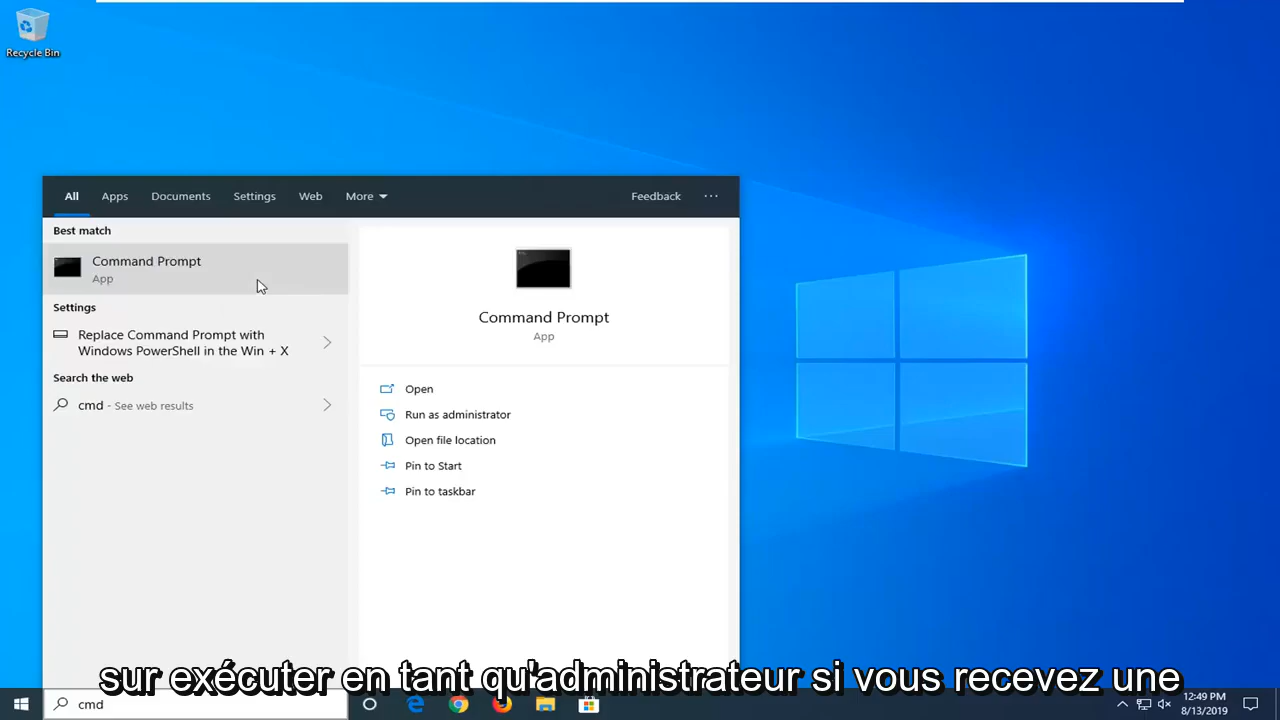 Recycle Bin
All Apps Documents Settings Web More Feedback ...
Best match
Command Prompt
App
Settings
Replace Command Prompt with
Windows PowerShell in the Win + X
Search the web
cmd - See web results
Command Prompt
App
Open
Run as administrator
Open file location
Pin to Start
Pin to taskbar
sur exécuter en tant qu'administrateur si vous recevez une
cmd
12:49 PM
8/13/2019